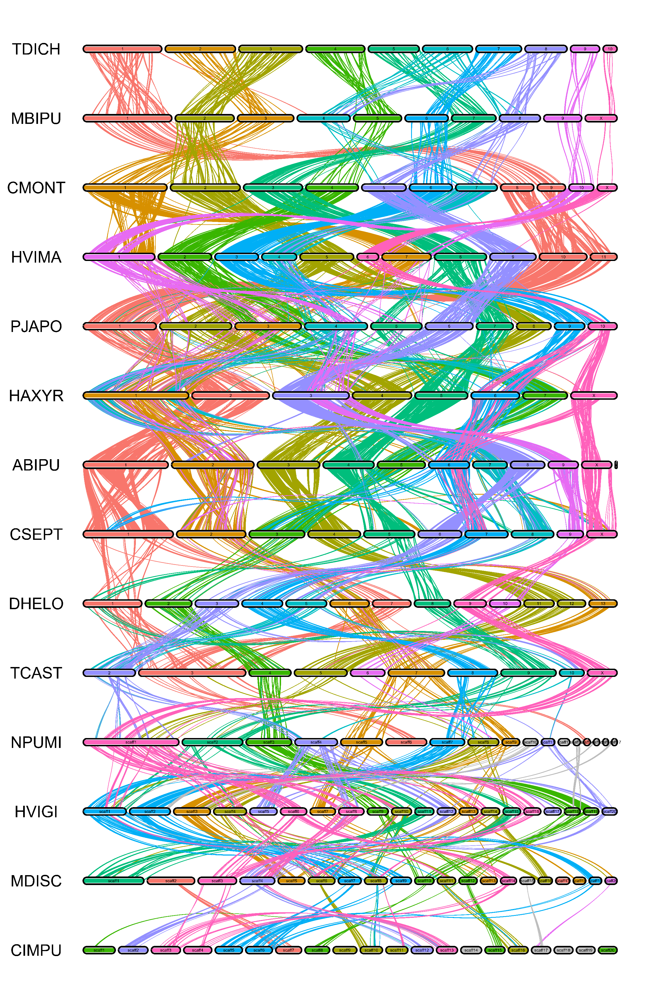 TDICH 1 2 3 4 5 6 7 8 9 10
MBIPU 1 2 3 4 5 6 7 8 9 X
CMONT 1 2 3 4 5 6 7 8 9 10 X
HVIMA 1 2 3 4 5 6 7 8 9 10 11
PJAPO 1 2 3 4 5 6 7 8 9 10
HAXYR 1 2 3 4 5 6 7 X
ABIPU 1 2 3 4 5 6 7 8 9 X
CSEPT 1 2 3 4 5 6 7 8 9 X
DHELO 1 2 3 4 5 6 7 8 9 10 11 12 13
TCAST 2 3 4 5 6 7 8 9 10 X
NPUMI scaff1 scaff2 scaff3 scaff4 scaff5 scaff6 scaff7 scaff8 scaff9 scaff10
HVIGI scaff1 scaff2 scaff3 scaff4 scaff5 scaff6 scaff7 scaff8 scaff9 scaff10 scaff11 scaff12 scaff13 scaff14 scaff15 scaff16 scaff17 scaff18 scaff19 scaff20
MDISC scaff1 scaff2 scaff3 scaff4 scaff5 scaff6 scaff7 scaff8 scaff9 scaff10 scaff11 scaff12 scaff13 scaff14 scaff15 scaff16 scaff17
CIMPU scaff1 scaff2 scaff3 scaff4 scaff5 scaff6 scaff7 scaff8 scaff9 scaff10 scaff11 scaff12 scaff13 scaff14 scaff15 scaff16 scaff17 scaff18 scaff19 scaff20